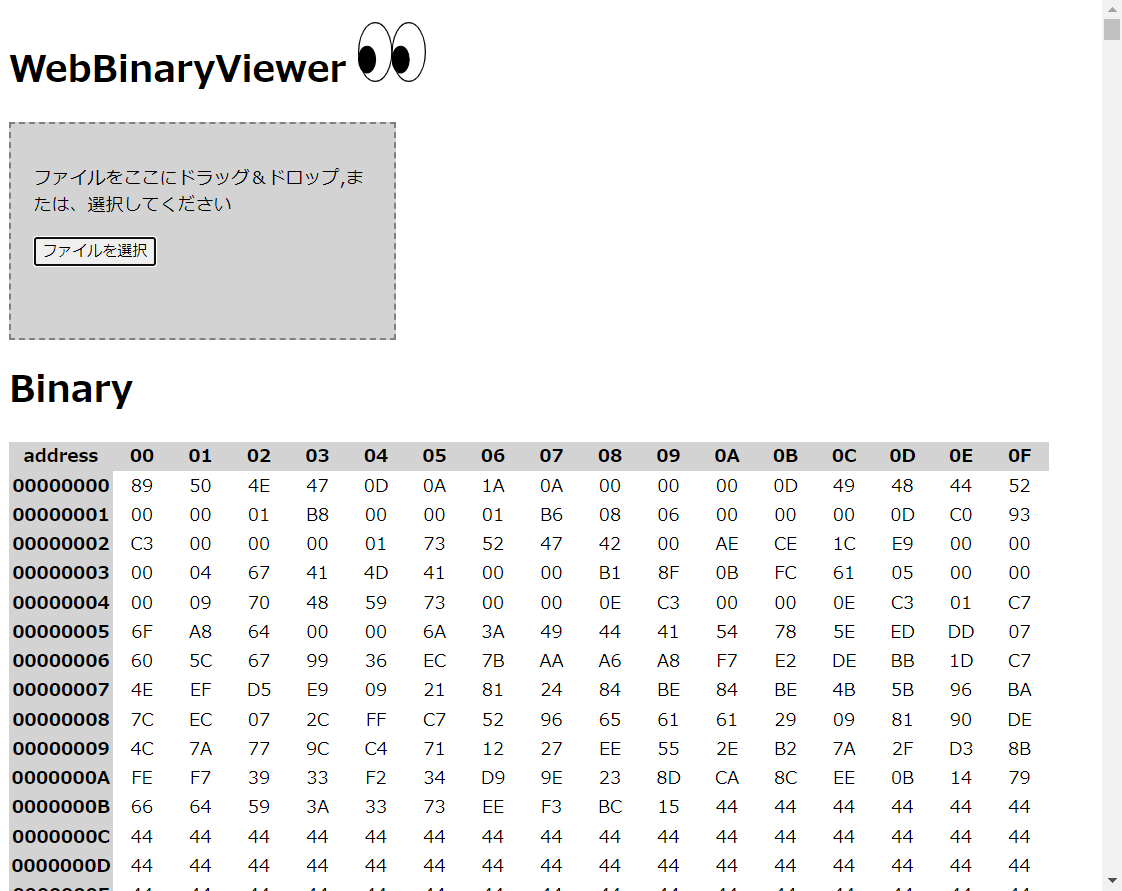 WebBinaryViewer
ファイルをここにドラッグ＆ドロップ,ま
たは、選択してください
ファイルを選択
Binary
address 00 01 02 03 04 05 06 07 08 09 0A 0B 0C 0D 0E 0F
00000000 89 50 4E 47 0D 0A 1A 0A 00 00 00 0D 49 48 44 52
00000001 00 00 01 B8 00 00 01 B6 08 06 00 00 00 0D C0 93
00000002 C3 00 00 00 01 73 52 47 42 00 AE CE 1C E9 00 00
00000003 00 04 67 41 4D 41 00 00 B1 8F 0B FC 61 05 00 00
00000004 00 09 70 48 59 73 00 00 0E C3 00 00 0E C3 01 C7
00000005 6F A8 64 00 00 6A 3A 49 44 41 54 78 5E ED DD 07
00000006 60 5C 67 99 36 EC 7B AA A6 A8 F7 E2 DE BB 1D C7
00000007 4E EF D5 E9 09 21 81 24 84 BE 84 BE 4B 5B 96 BA
00000008 7C EC 07 2C FF C7 52 96 65 61 61 29 09 81 90 DE
00000009 4C 7A 77 9C C4 71 12 27 EE 55 2E B2 7A 2F D3 8B
0000000A FE F7 39 33 F2 34 D9 9E 23 8D CA 8C EE 0B 14 79
0000000B 66 64 59 3A 33 73 EE F3 BC 15 44 44 44 44 44 44
0000000C 44 44 44 44 44 44 44 44 44 44 44 44 44 44 44 44
0000000D 44 44 44 44 44 44 44 44 44 44 44 44 44 44 44 44